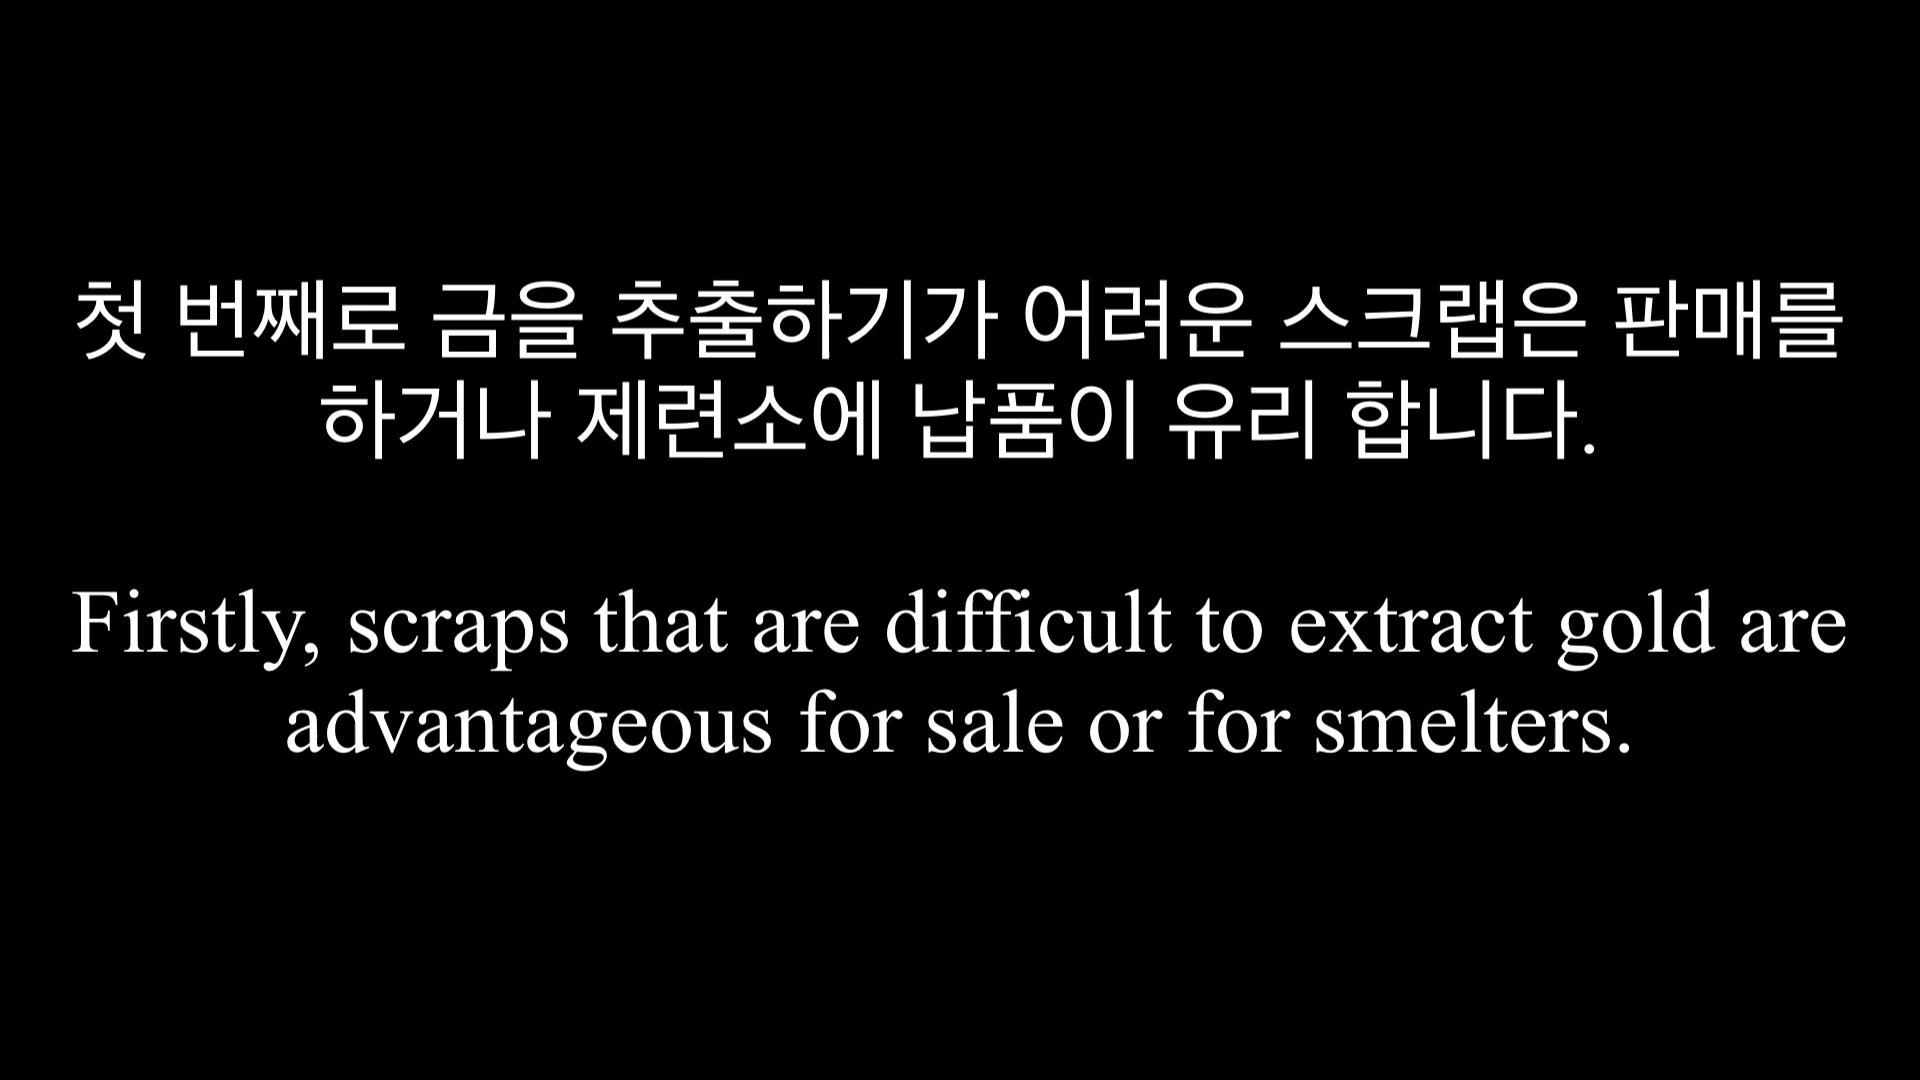 첫 번째로 금을 추출하기가 어려운 스크랩은 판매를
하거나 제련소에 납품이 유리 합니다.
Firstly, scraps that are difficult to extract gold are
advantageous for sale or for smelters.